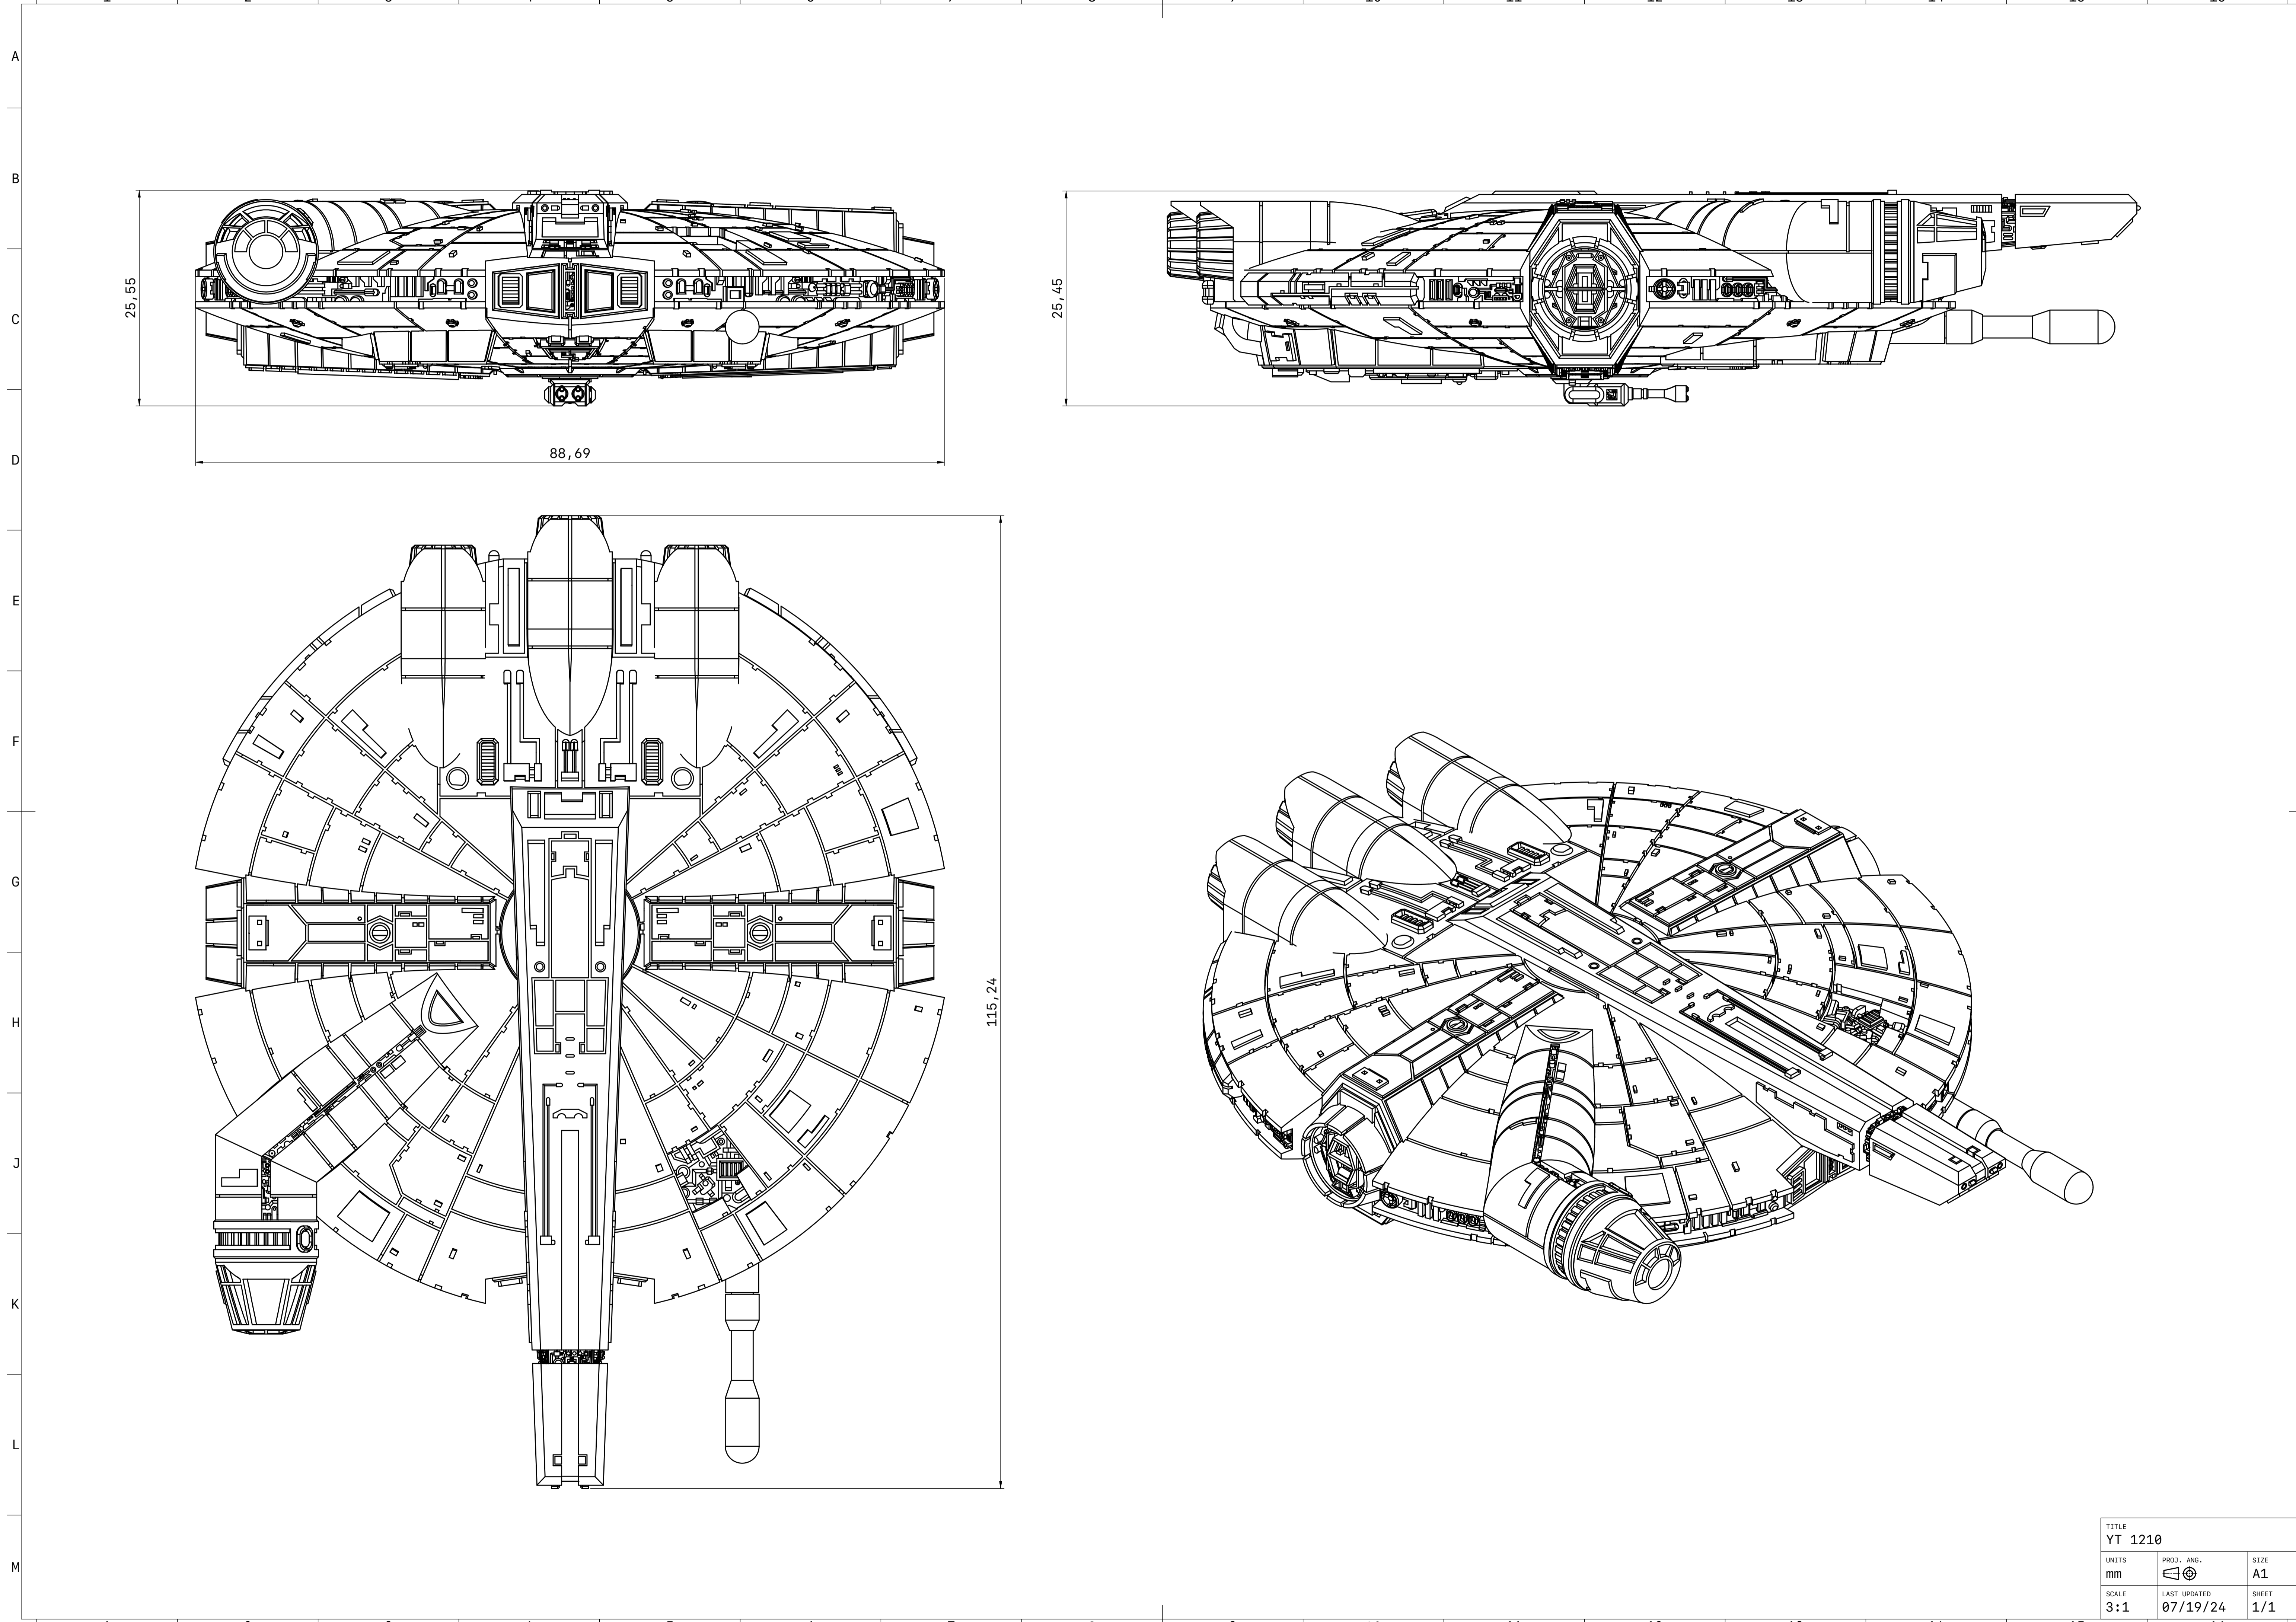 A
B
C
D
E
F
G
H
J
K
L
M
25,55
88,69
25,45
115,24
TITLE
YT 1210
UNITS
mm
PROJ. ANG.
SIZE
A1
SCALE
3:1
LAST UPDATED
07/19/24
SHEET
1/1